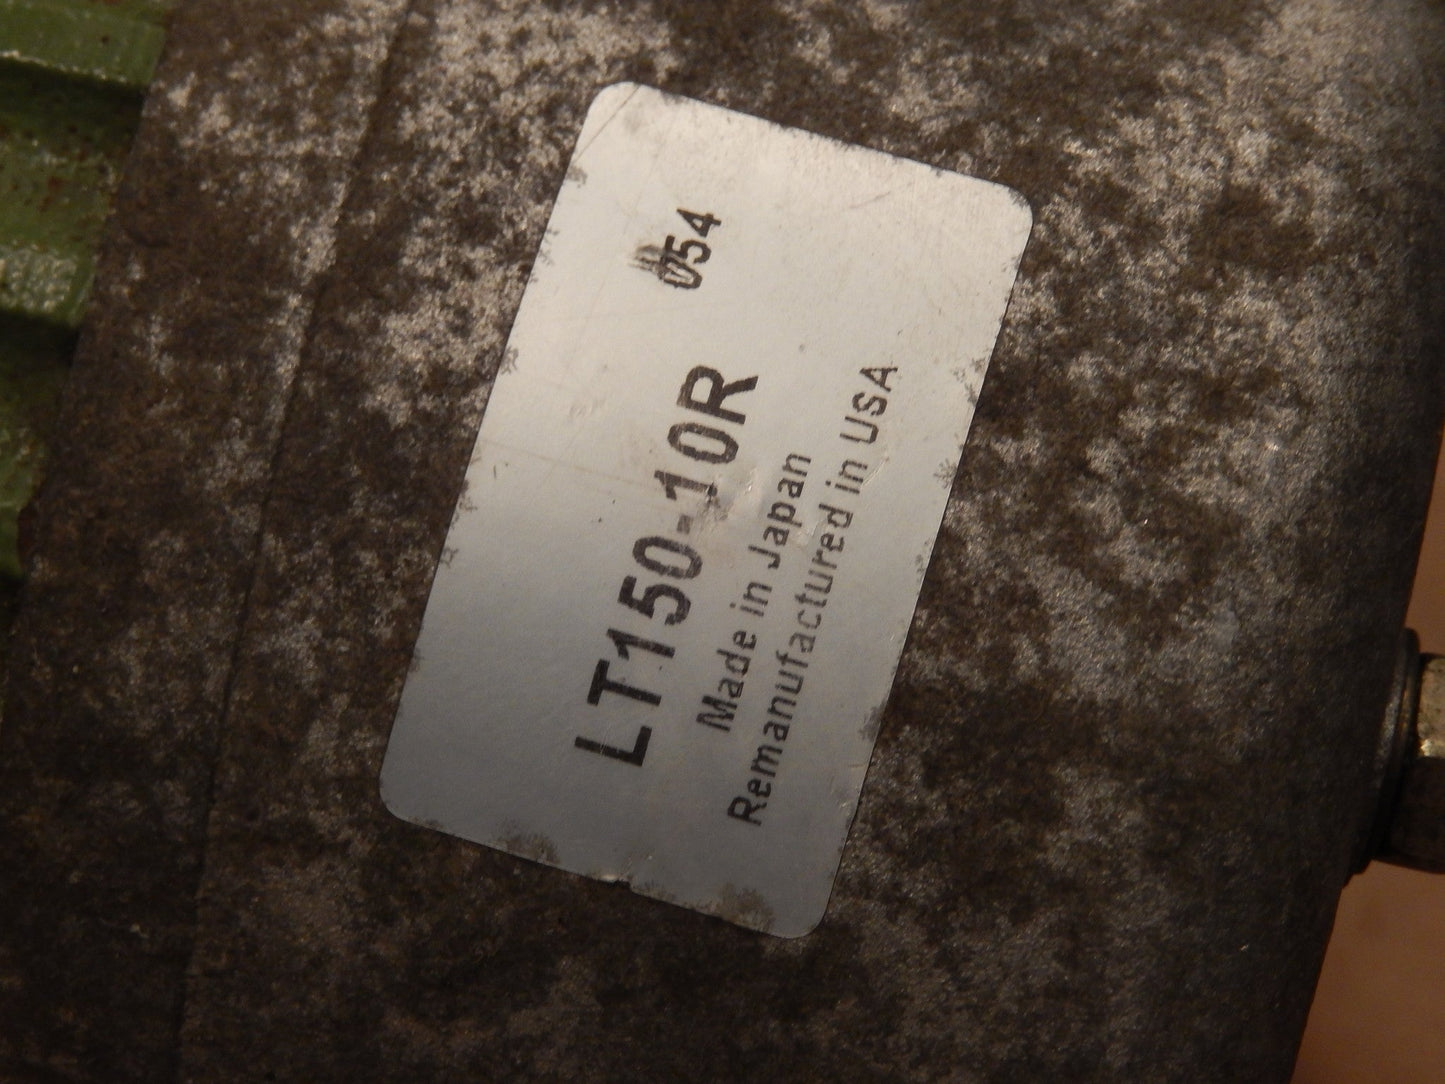 054
LT150-10R
Made in Japan
Remanufactured in USA